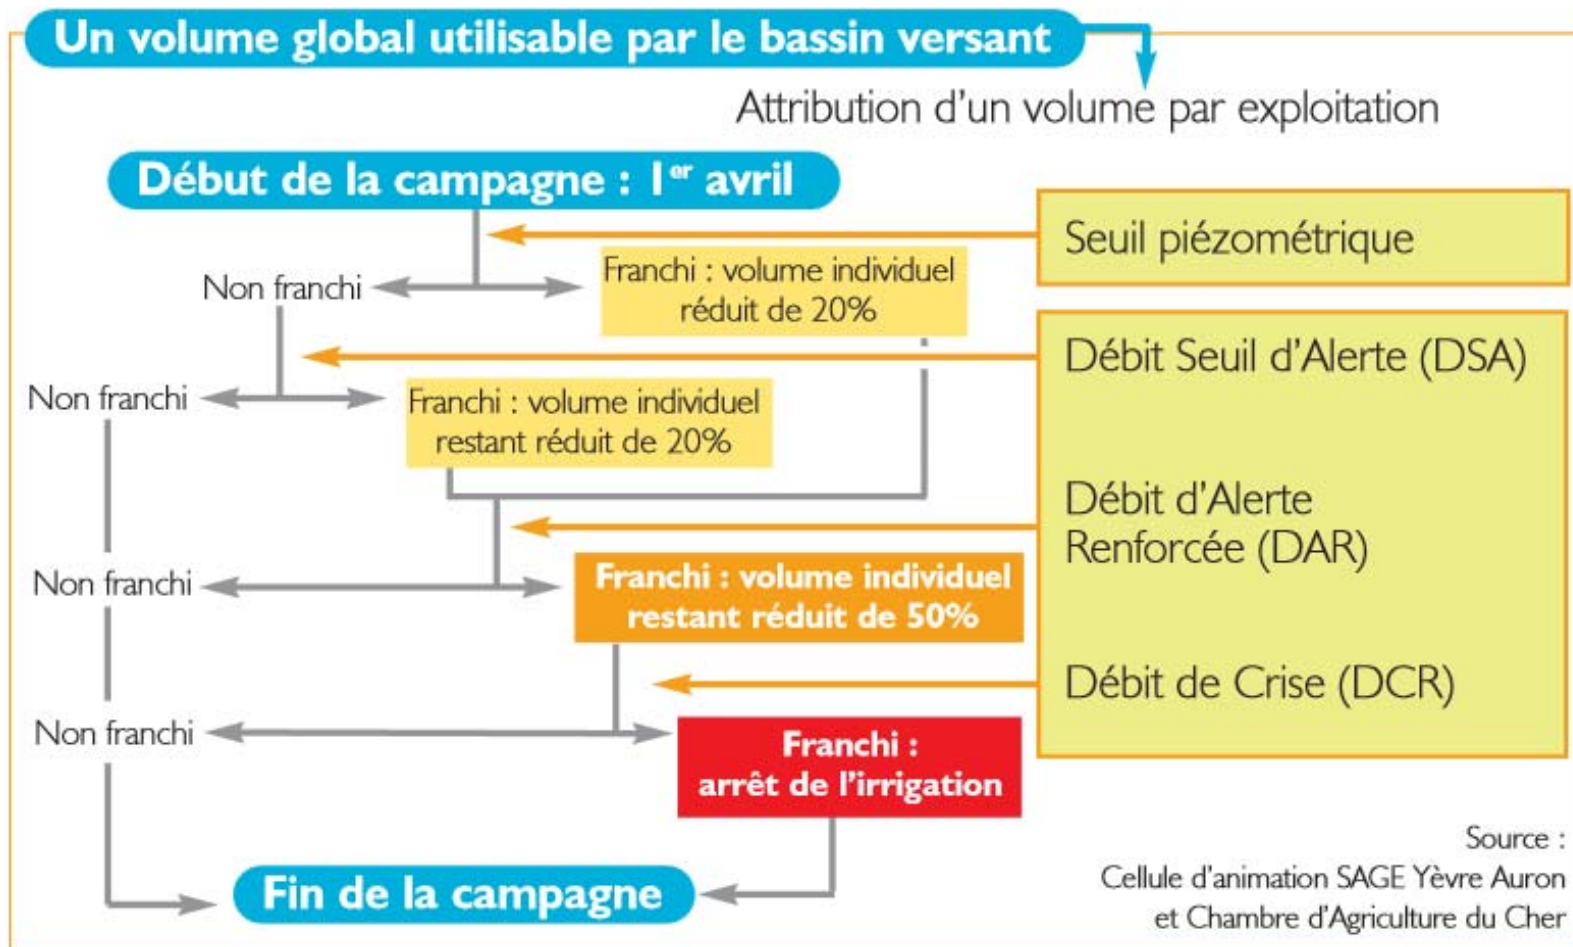 Un volume global utilisable par le bassin versant
Attribution d'un volume par exploitation
Début de la campagne : 1er avril
Seuil piézométrique
Non franchi
Franchi : volume individuel
réduit de 20%
Débit Seuil d'Alerte (DSA)
Non franchi
Franchi : volume individuel
restant réduit de 20%
Débit d'Alerte
Renforcée (DAR)
Non franchi
Franchi : volume individuel
restant réduit de 50%
Débit de Crise (DCR)
Non franchi
Franchi :
arrêt de l'irrigation
Fin de la campagne
Source :
Cellule d'animation SAGE Yèvre Auron
et Chambre d'Agriculture du Cher